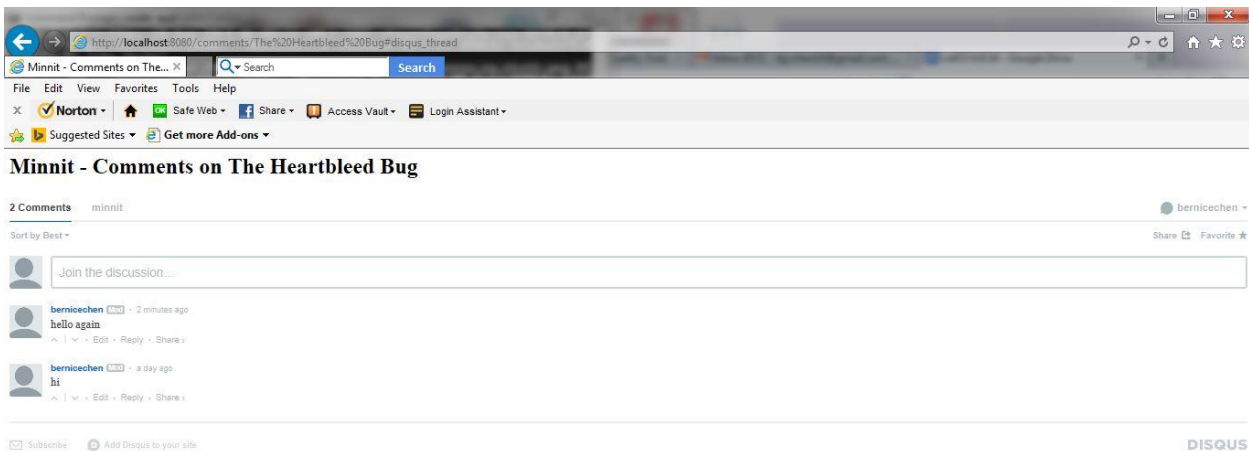 http://localhost:8080/comments/The%20Heartbleed%20Bug#disqus_thread
Minnit - Comments on The... × Search Search
File Edit View Favorites Tools Help
x Norton OK Safe Web Share Access Vault Login Assistant
Suggested Sites Get more Add-ons
Minnit - Comments on The Heartbleed Bug
2 Comments minnit bernicechen
Sort by Best Share Favorite
Join the discussion...
bernicechen Mod · 2 minutes ago
hello again
Edit · Reply · Share ›
bernicechen Mod · a day ago
hi
Edit · Reply · Share ›
Subscribe Add Disqus to your site DISQUS